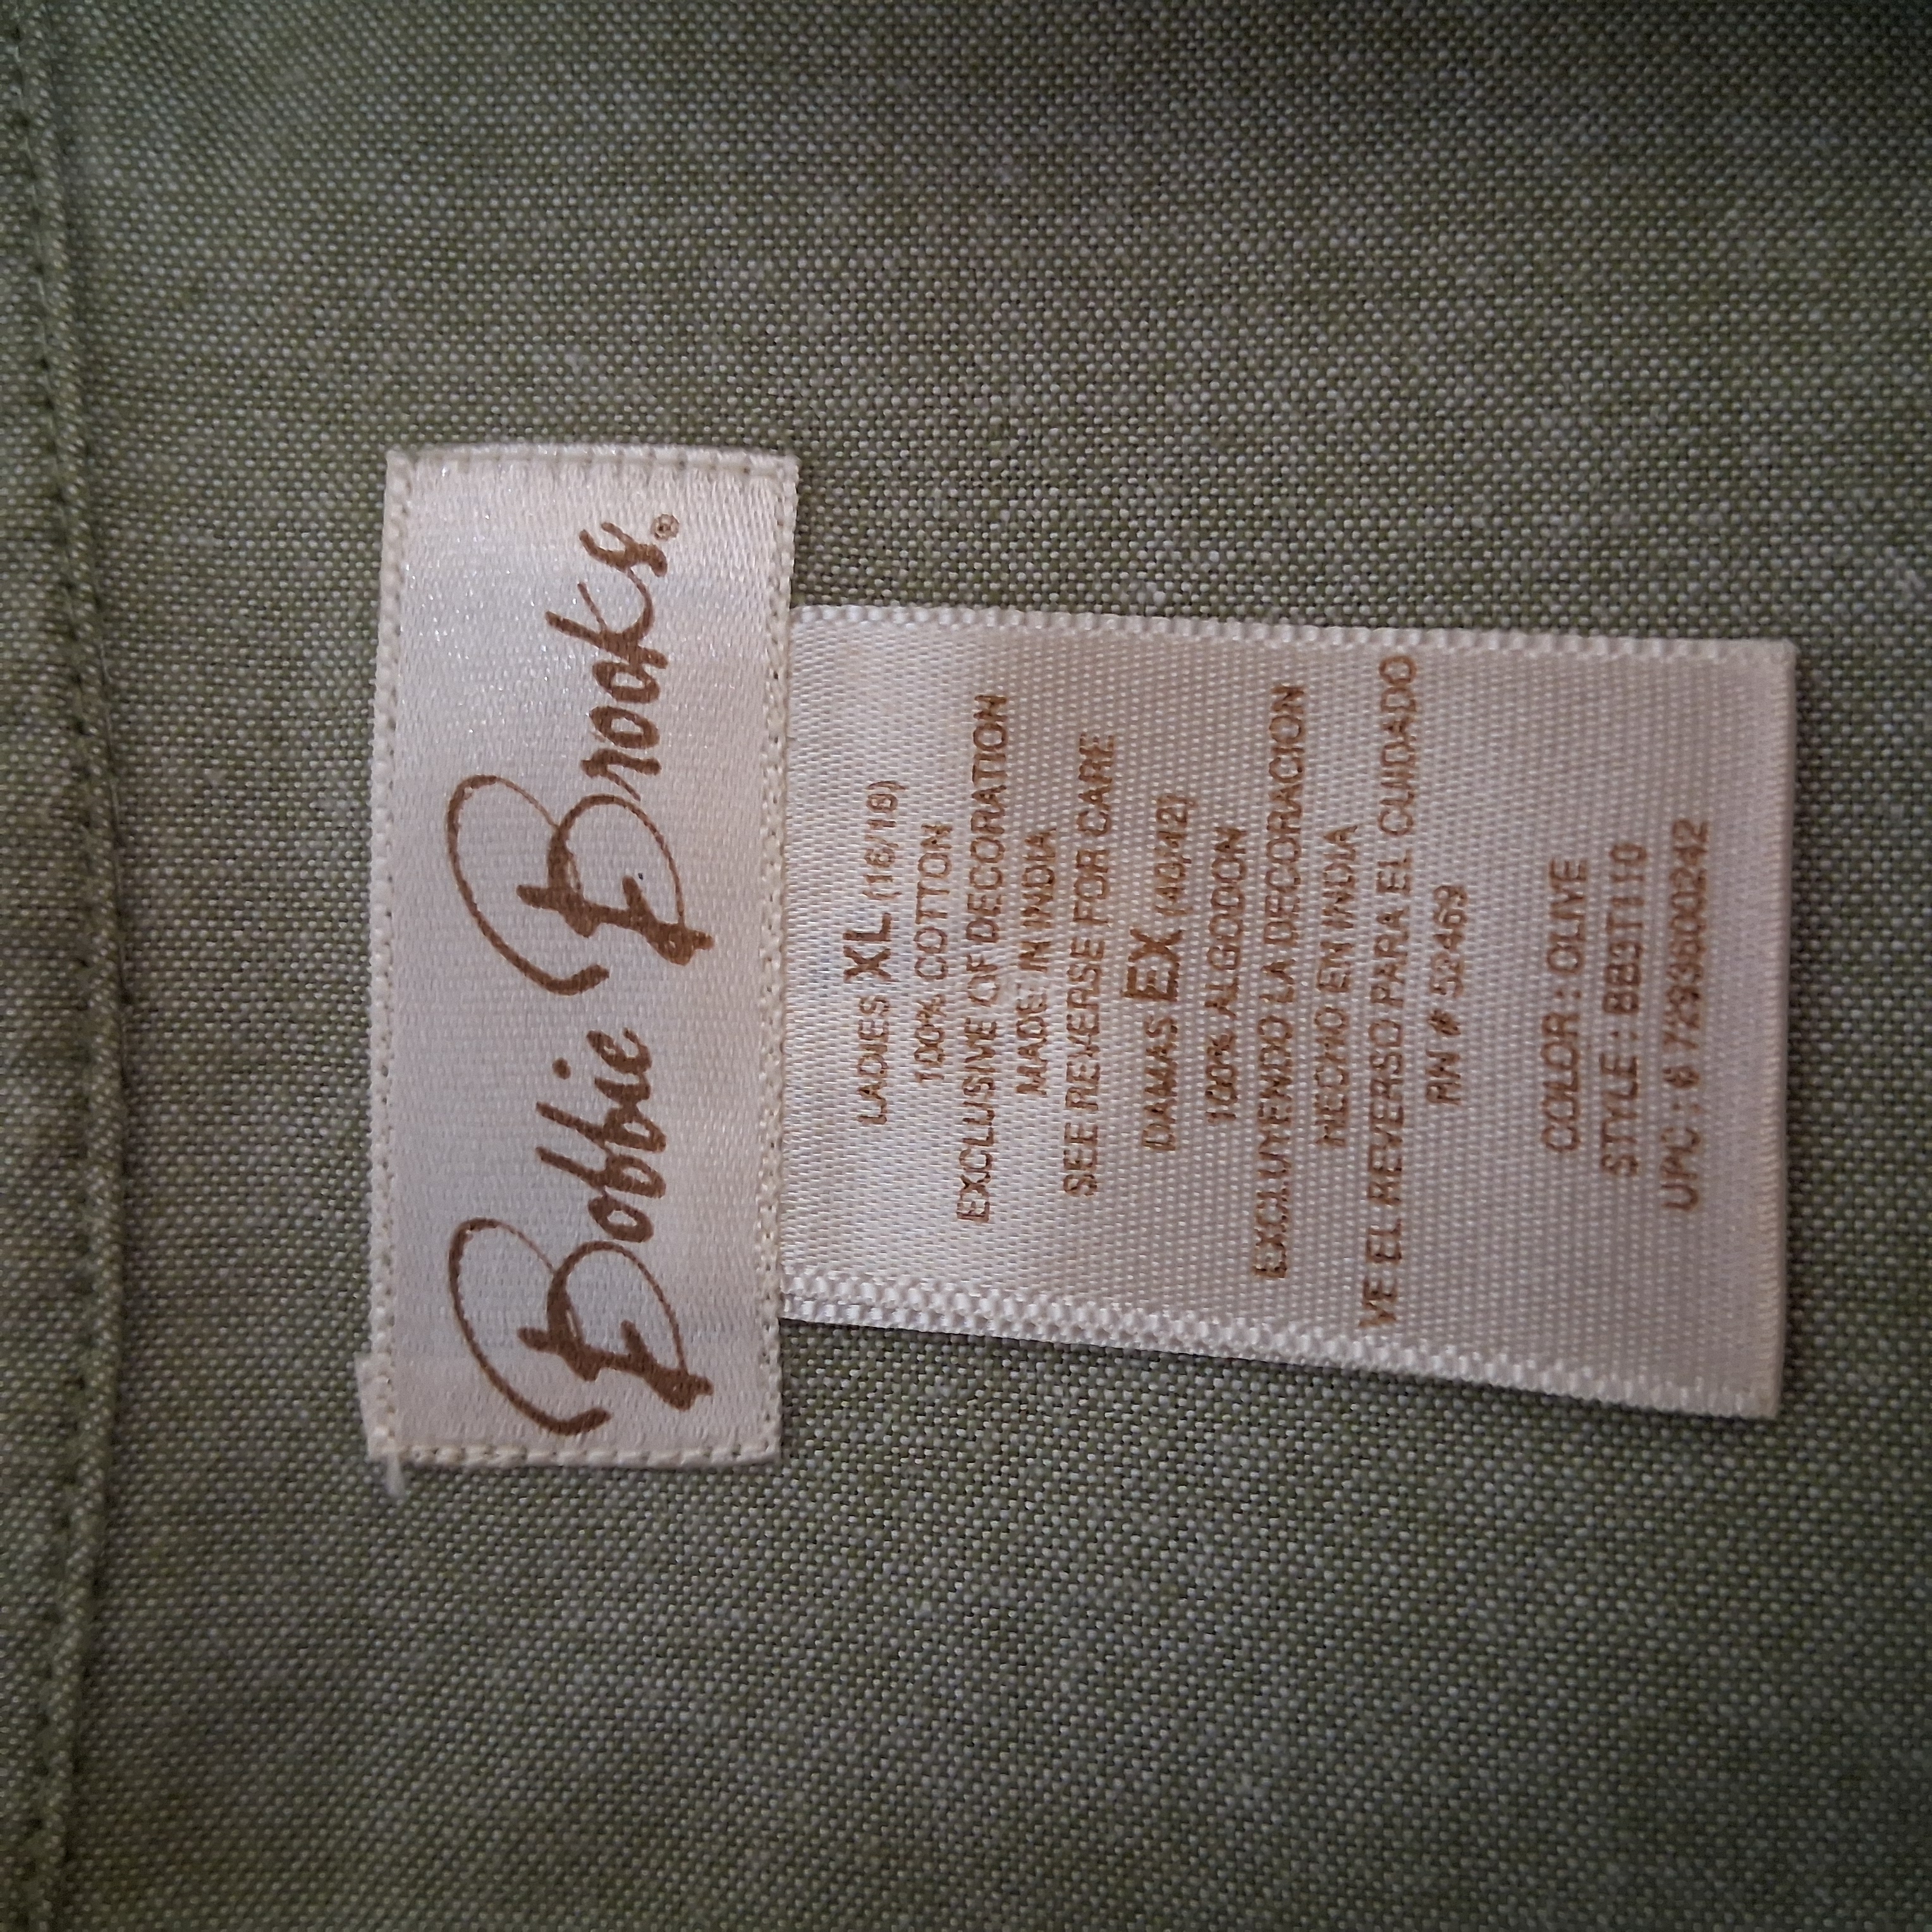 Bobbie Brooks®
LADIES XL (16/18)
100% COTTON
EXCLUSIVE OF DECORATION
MADE IN INDIA
SEE REVERSE FOR CARE
DAMAS EX (40/42)
100% ALGODON
EXCLUYENDO LA DECORACION
HECHO EN INDIA
VE EL REVERSO PARA EL CUIDADO
RN # 52469
COLOR : OLIVE
STYLE : BB3T110
UPC :